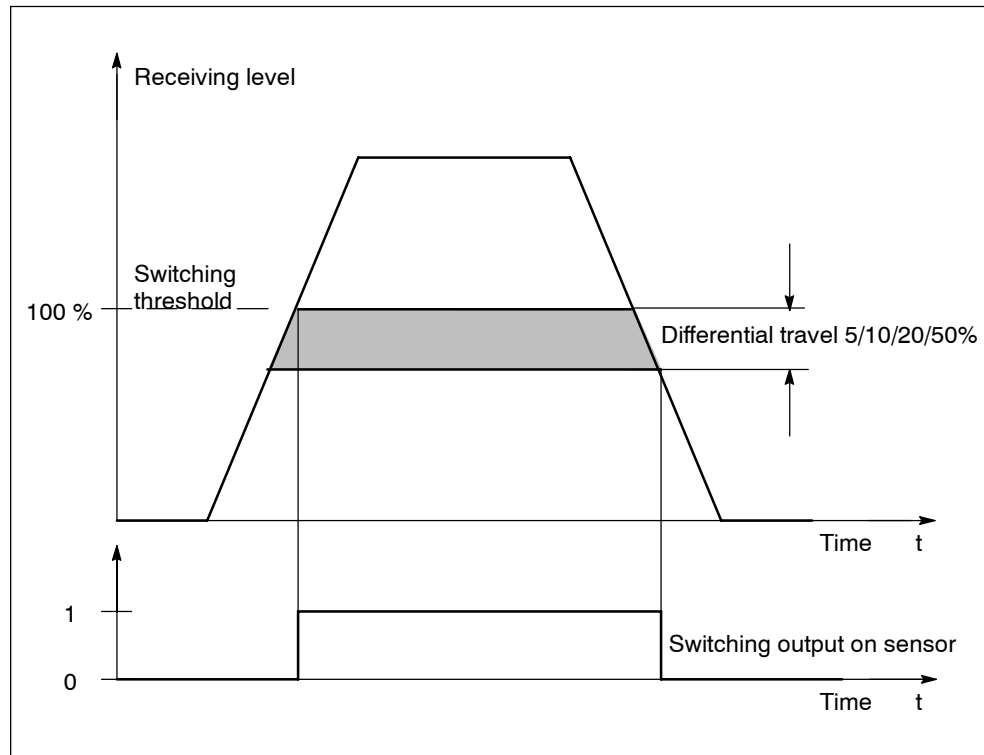 Receiving level
Switching
threshold
100 %
Differential travel 5/10/20/50%
Time t
1
Switching output on sensor
0
Time t